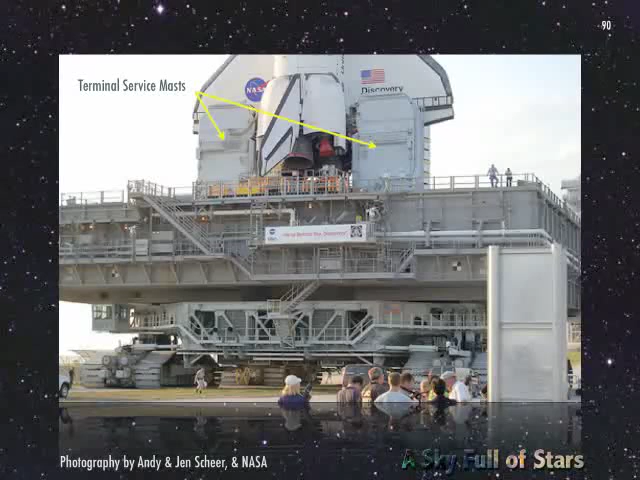 90
Terminal Service Masts
NASA
Discovery
Photography by Andy & Jen Scheer, & NASA
A Sky Full of Stars